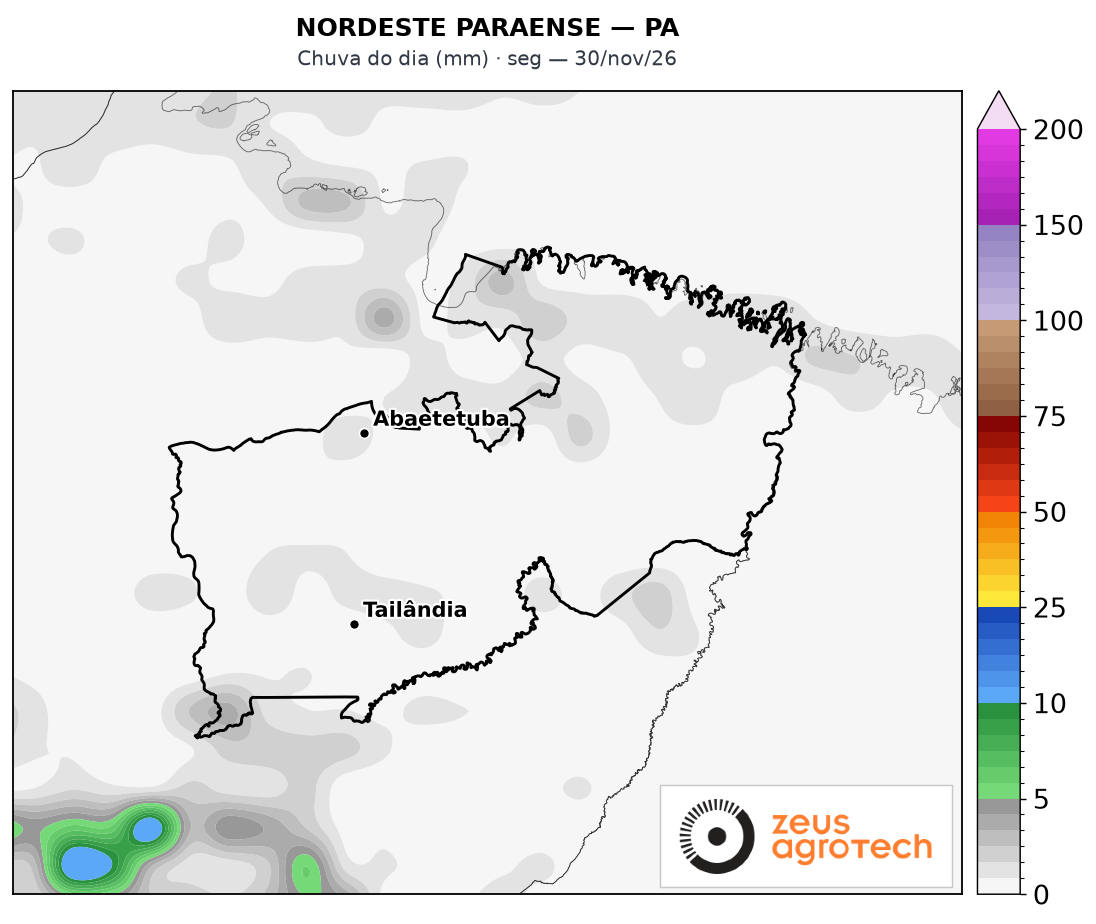 NORDESTE PARAENSE — PA
Chuva do dia (mm) · seg — 30/nov/26
200
150
100
75
50
25
10
5
0
Abaetetuba
Tailândia
zeus
agroTech